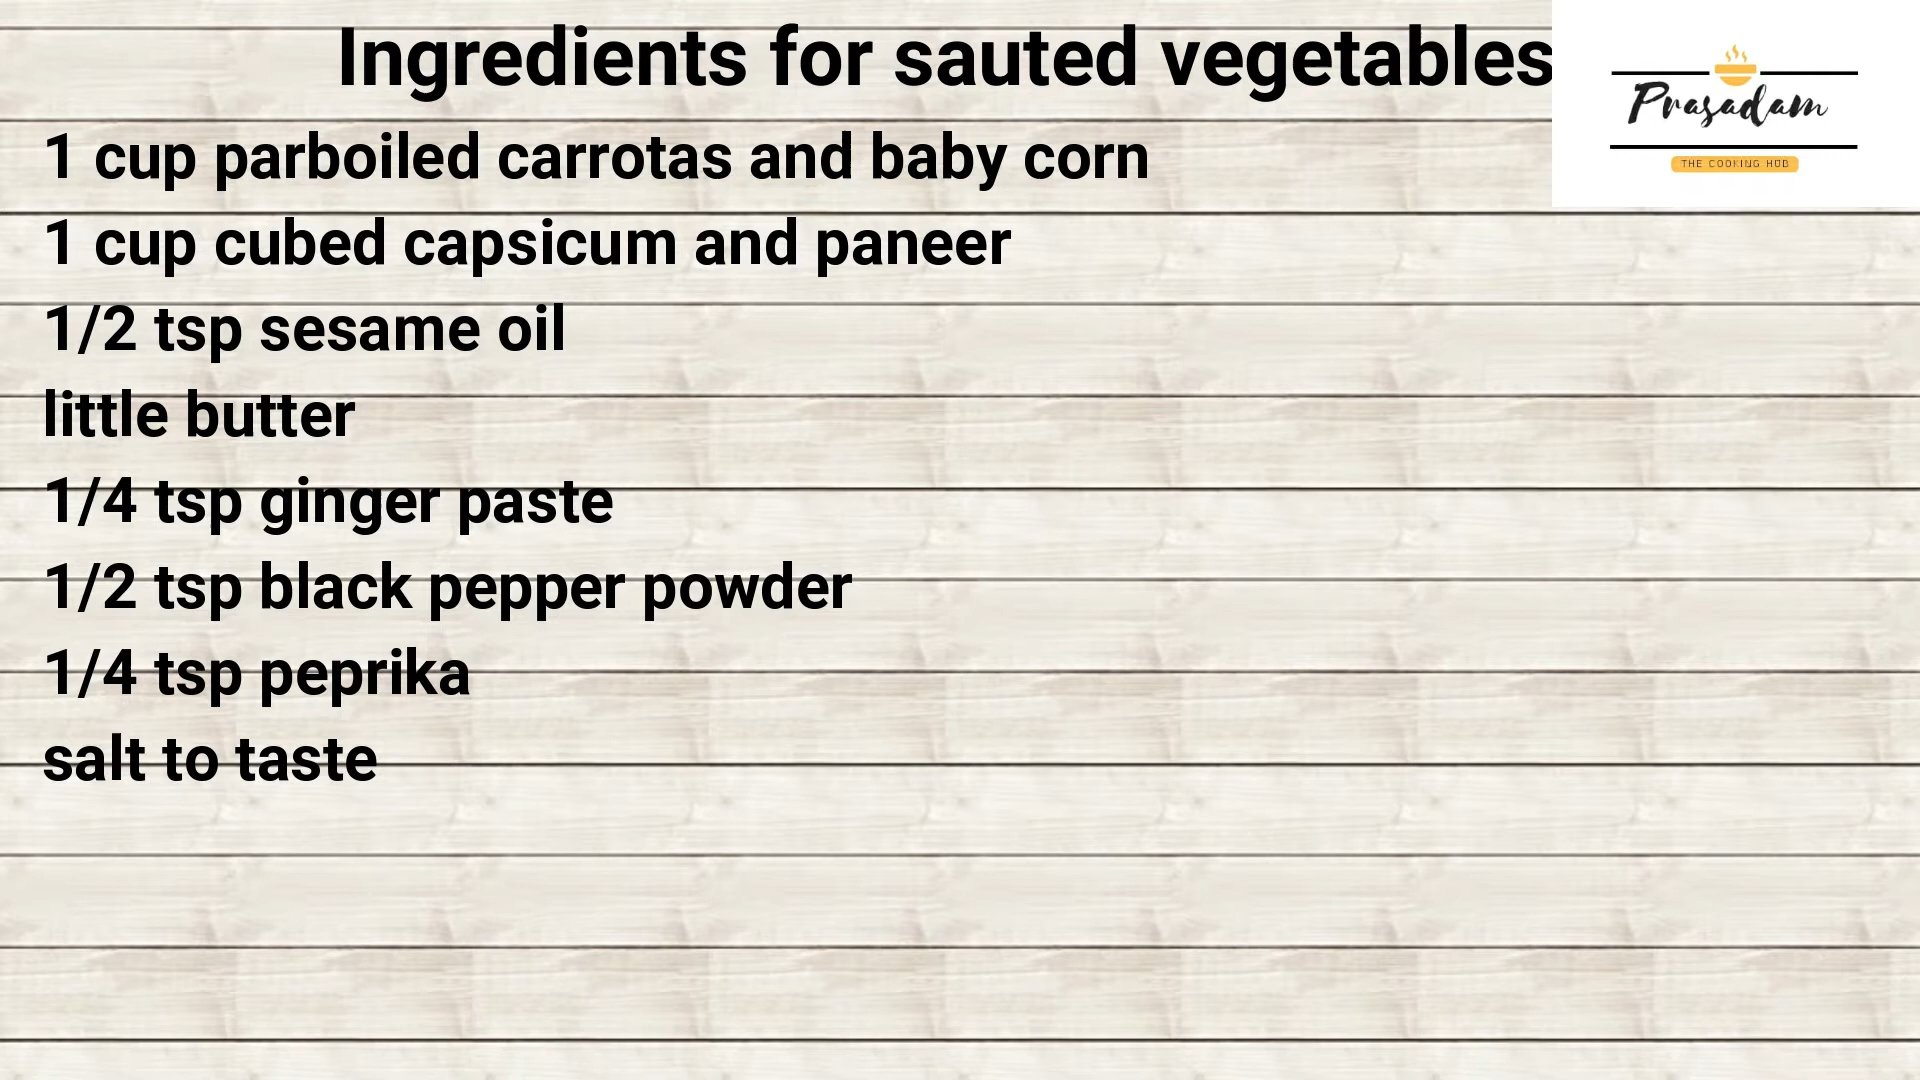 Ingredients for sauted vegetables
Prasadam
THE COOKING HUB
1 cup parboiled carrotas and baby corn
1 cup cubed capsicum and paneer
1/2 tsp sesame oil
little butter
1/4 tsp ginger paste
1/2 tsp black pepper powder
1/4 tsp peprika
salt to taste